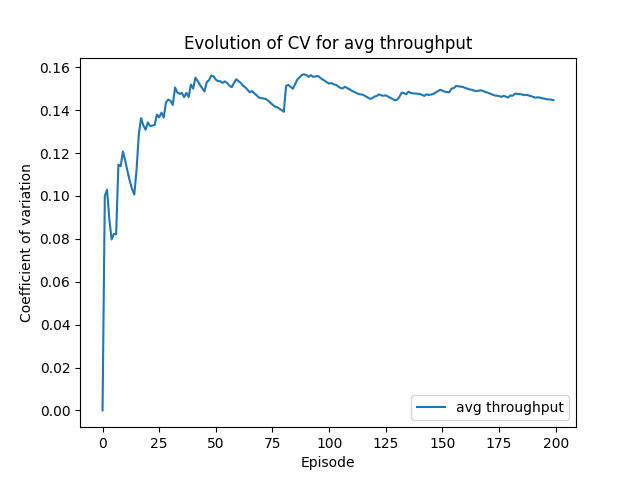 Evolution of CV for avg throughput
0.16
0.14
0.12
0.10
0.08
0.06
0.04
0.02
0.00
Coefficient of variation
avg throughput
0 25 50 75 100 125 150 175 200
Episode